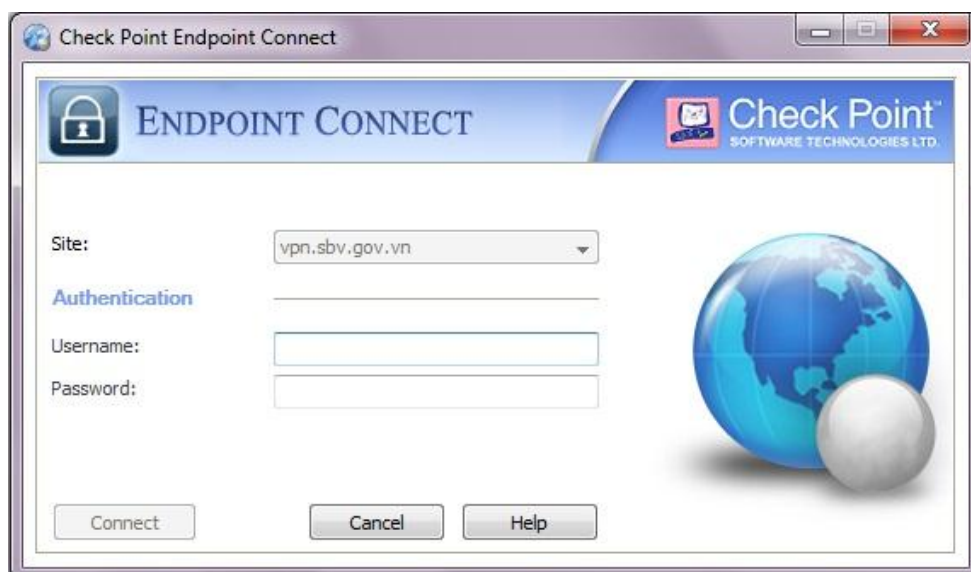 Check Point Endpoint Connect
ENDPOINT CONNECT
Check Point™
SOFTWARE TECHNOLOGIES LTD.
Site: vpn.sbv.gov.vn
Authentication
Username:
Password:
Connect Cancel Help